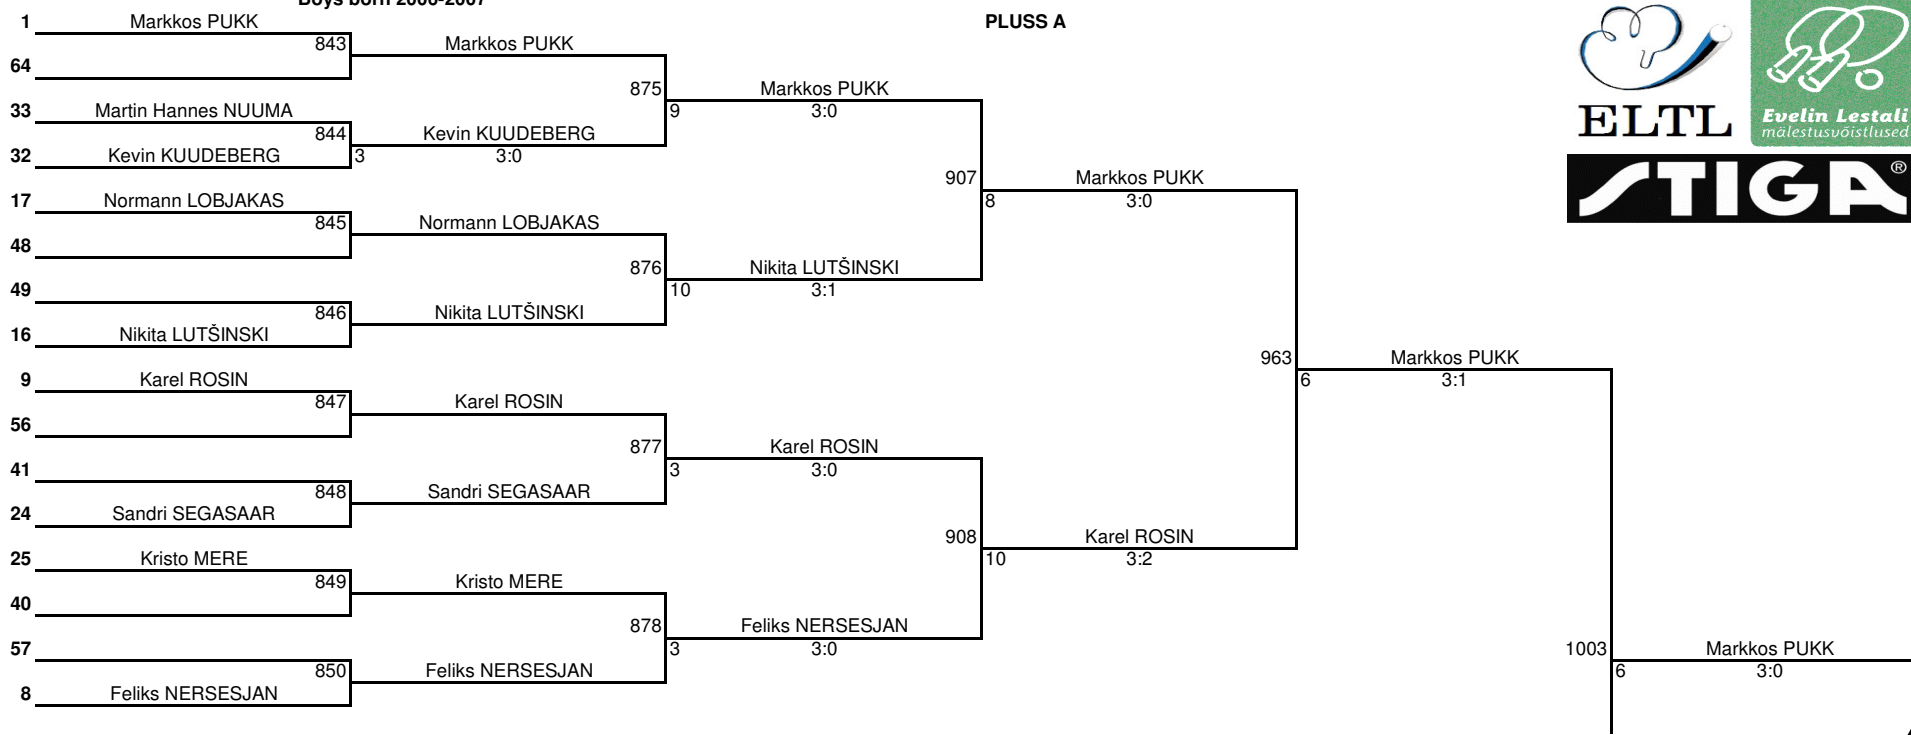 Boys born 2006-2007
PLUSS A
1 Markkos PUKK
843 Markkos PUKK
64
875 Markkos PUKK
33 Martin Hannes NUUMA
9 3:0
844 Kevin KUUDEBERG
32 Kevin KUUDEBERG
3 3:0
907 Markkos PUKK
17 Normann LOBJAKAS
8 3:0
845 Normann LOBJAKAS
48
876 Nikita LUTŠINSKI
49
10 3:1
846 Nikita LUTŠINSKI
16 Nikita LUTŠINSKI
963 Markkos PUKK
9 Karel ROSIN
6 3:1
847 Karel ROSIN
56
877 Karel ROSIN
41
3 3:0
848 Sandri SEGASAAR
24 Sandri SEGASAAR
908 Karel ROSIN
25 Kristo MERE
10 3:2
849 Kristo MERE
40
878 Feliks NERSESJAN
57
3 3:0
1003 Markkos PUKK
850 Feliks NERSESJAN
6 3:0
8 Feliks NERSESJAN
ELTL
Evelin Lestali
mälestusvõistlused
STIGA®